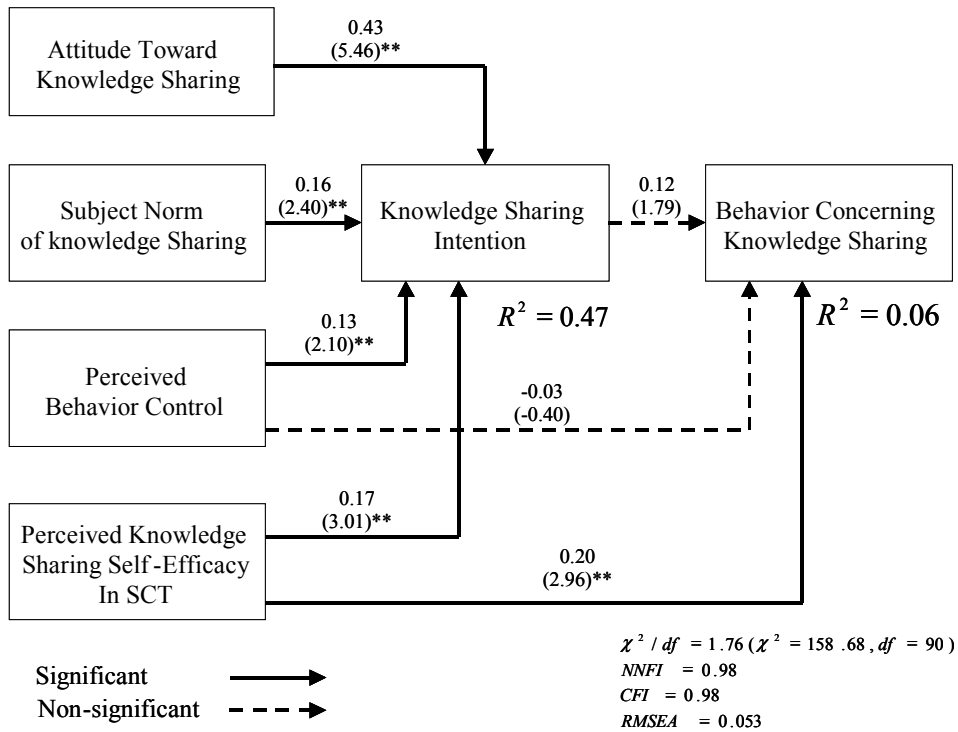 0.43
(5.46)**
Attitude Toward
Knowledge Sharing
0.16
(2.40)**
Subject Norm
of knowledge Sharing
Knowledge Sharing
Intention
0.12
(1.79)
Behavior Concerning
Knowledge Sharing
R² = 0.47
R² = 0.06
0.13
(2.10)**
Perceived
Behavior Control
-0.03
(-0.40)
0.17
(3.01)**
Perceived Knowledge
Sharing Self-Efficacy
In SCT
0.20
(2.96)**
χ² / df = 1.76 ( χ² = 158 .68 , df = 90 )
NNFI = 0.98
CFI = 0.98
RMSEA = 0.053
Significant
Non-significant